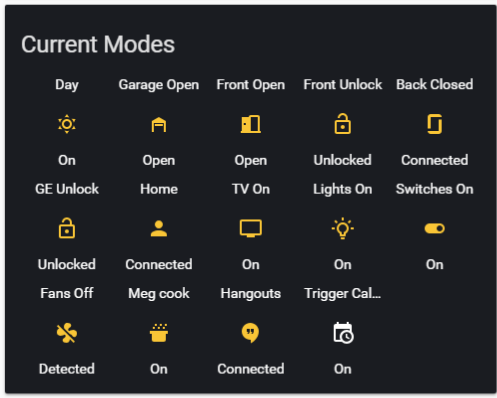 Current Modes
Day Garage Open Front Open Front Unlock Back Closed
On Open Open Unlocked Connected
GE Unlock Home TV On Lights On Switches On
Unlocked Connected On On On
Fans Off Meg cook Hangouts Trigger Cal...
Detected On Connected On